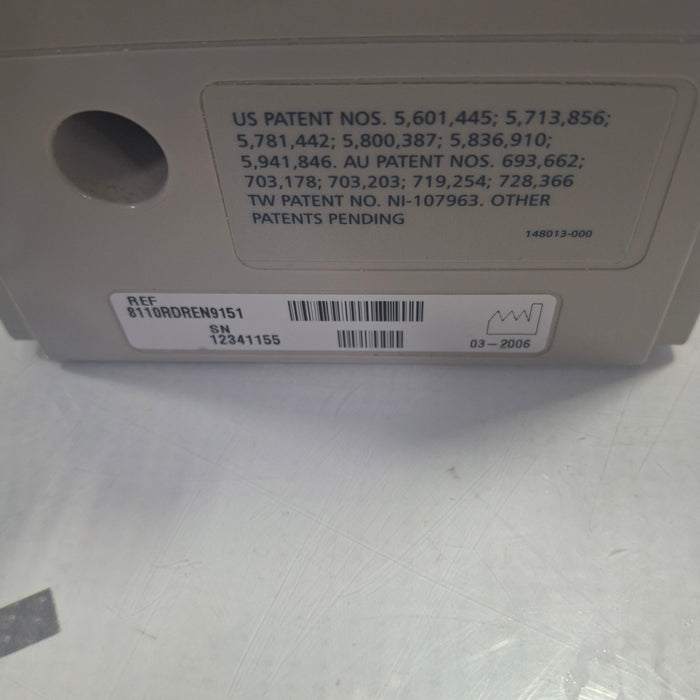 US PATENT NOS. 5,601,445; 5,713,856;
5,781,442; 5,800,387; 5,836,910;
5,941,846. AU PATENT NOS. 693,662;
703,178; 703,203; 719,254; 728,366
TW PATENT NO. NI-107963. OTHER
PATENTS PENDING
148013-000
REF
8110RDREN9151
SN
12341155
03-2006